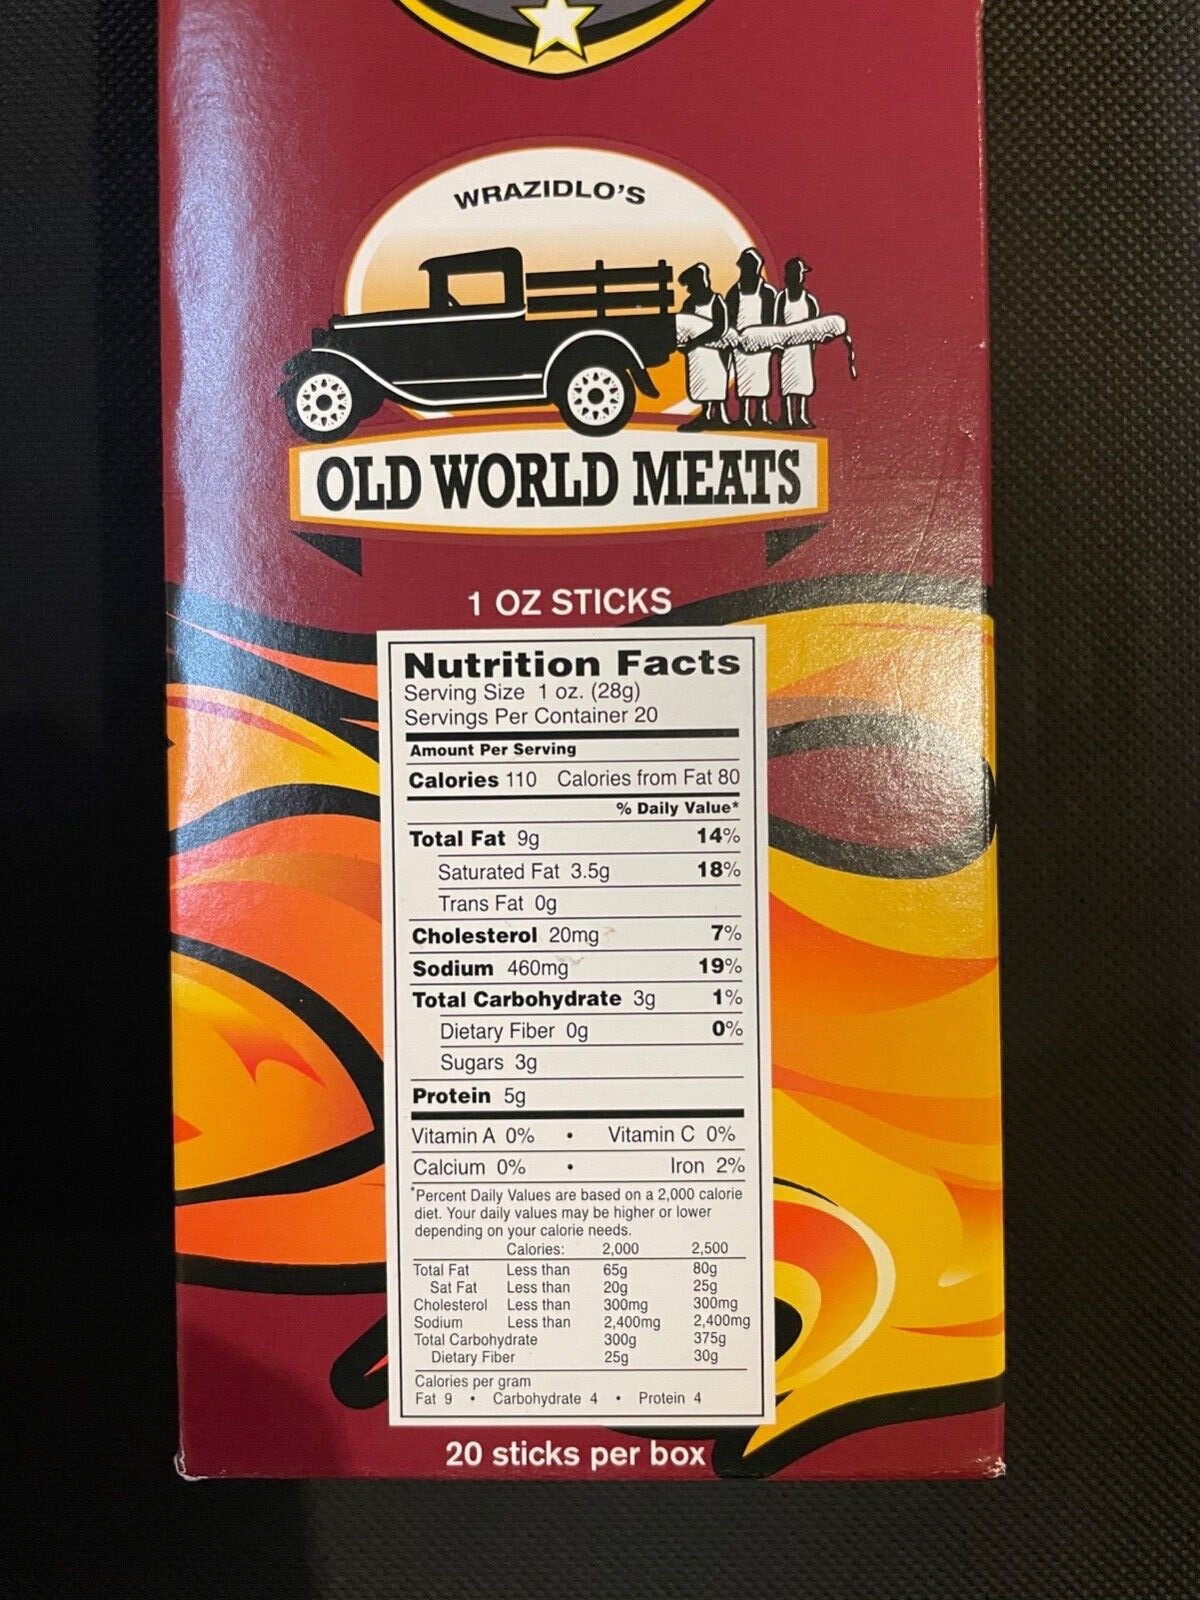 WRAZIDLO'S
OLD WORLD MEATS
1 OZ STICKS
Nutrition Facts
Serving Size 1 oz. (28g)
Servings Per Container 20
Amount Per Serving
Calories 110 Calories from Fat 80
% Daily Value*
Total Fat 9g 14%
Saturated Fat 3.5g 18%
Trans Fat 0g
Cholesterol 20mg 7%
Sodium 460mg 19%
Total Carbohydrate 3g 1%
Dietary Fiber 0g 0%
Sugars 3g
Protein 5g
Vitamin A 0% • Vitamin C 0%
Calcium 0% • Iron 2%
*Percent Daily Values are based on a 2,000 calorie
diet. Your daily values may be higher or lower
depending on your calorie needs.
Calories: 2,000 2,500
Total Fat Less than 65g 80g
Sat Fat Less than 20g 25g
Cholesterol Less than 300mg 300mg
Sodium Less than 2,400mg 2,400mg
Total Carbohydrate 300g 375g
Dietary Fiber 25g 30g
Calories per gram
Fat 9 • Carbohydrate 4 • Protein 4
20 sticks per box